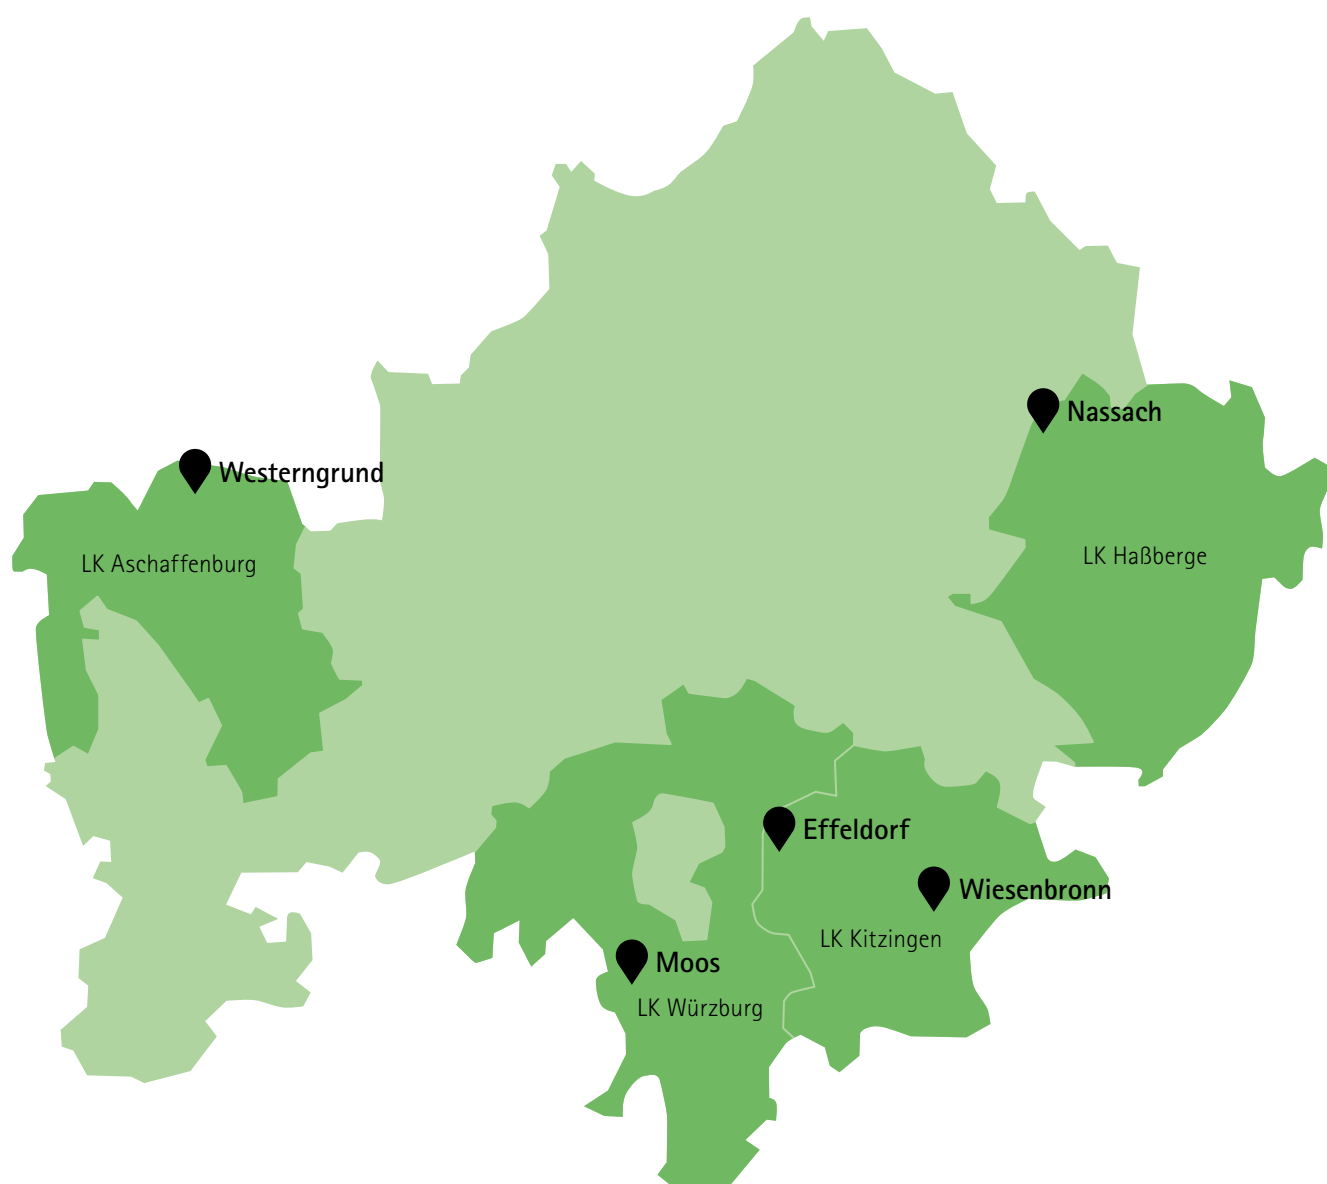 Nassach
Westerngrund
LK Haßberge
LK Aschaffenburg
Effeldorf
Wiesenbronn
LK Kitzingen
Moos
LK Würzburg